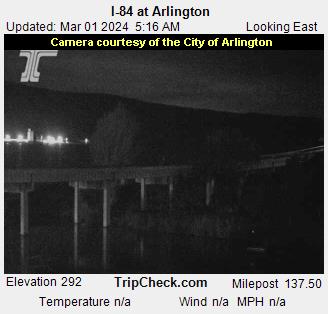 I-84 at Arlington
Updated: Mar 01 2024 5:16 AM Looking East
Camera courtesy of the City of Arlington
Elevation 292 TripCheck.com Milepost 137.50
Temperature n/a Wind n/a MPH n/a